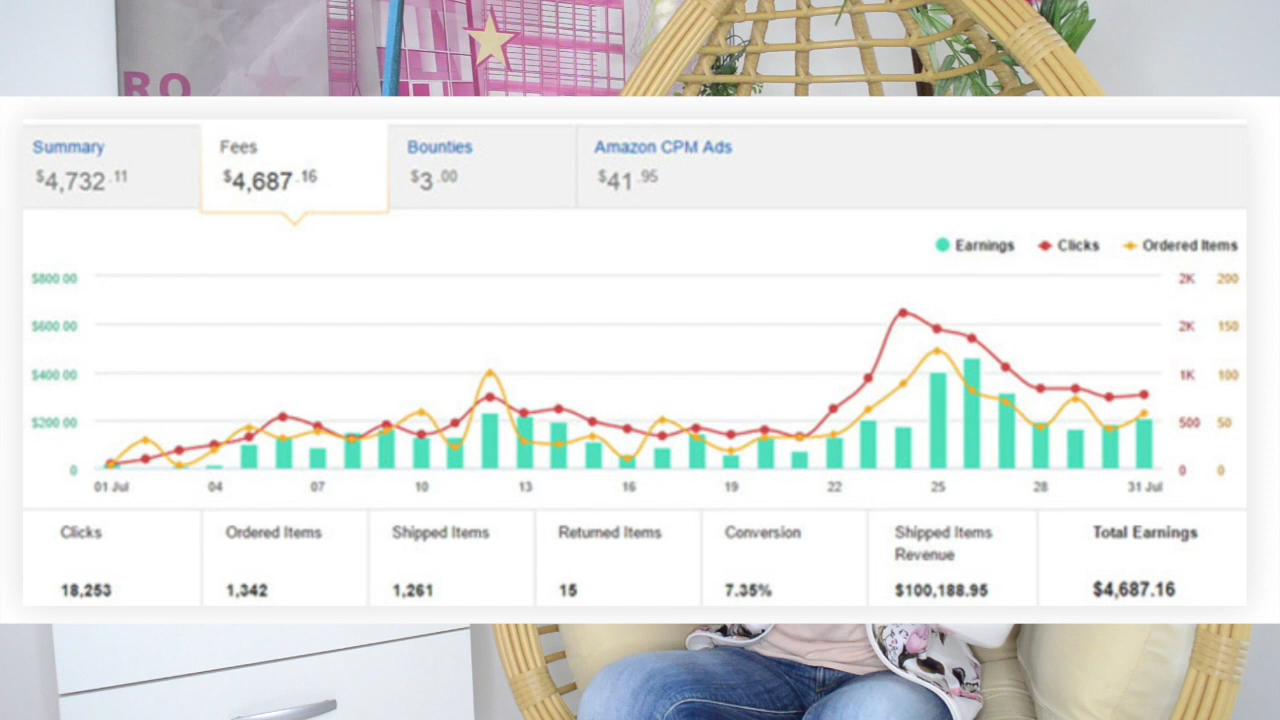 RO
Summary
$4,732.11
Fees
$4,687.16
Bounties
$3.00
Amazon CPM Ads
$41.95
Earnings Clicks Ordered Items
$800.00 2K 200
$600.00 2K 150
$400.00 1K 100
$200.00 500 50
0 0 0
01 Jul 04 07 10 13 16 19 22 25 28 31 Jul
Clicks
18,253
Ordered Items
1,342
Shipped Items
1,261
Returned Items
15
Conversion
7.35%
Shipped Items
Revenue
$100,188.95
Total Earnings
$4,687.16